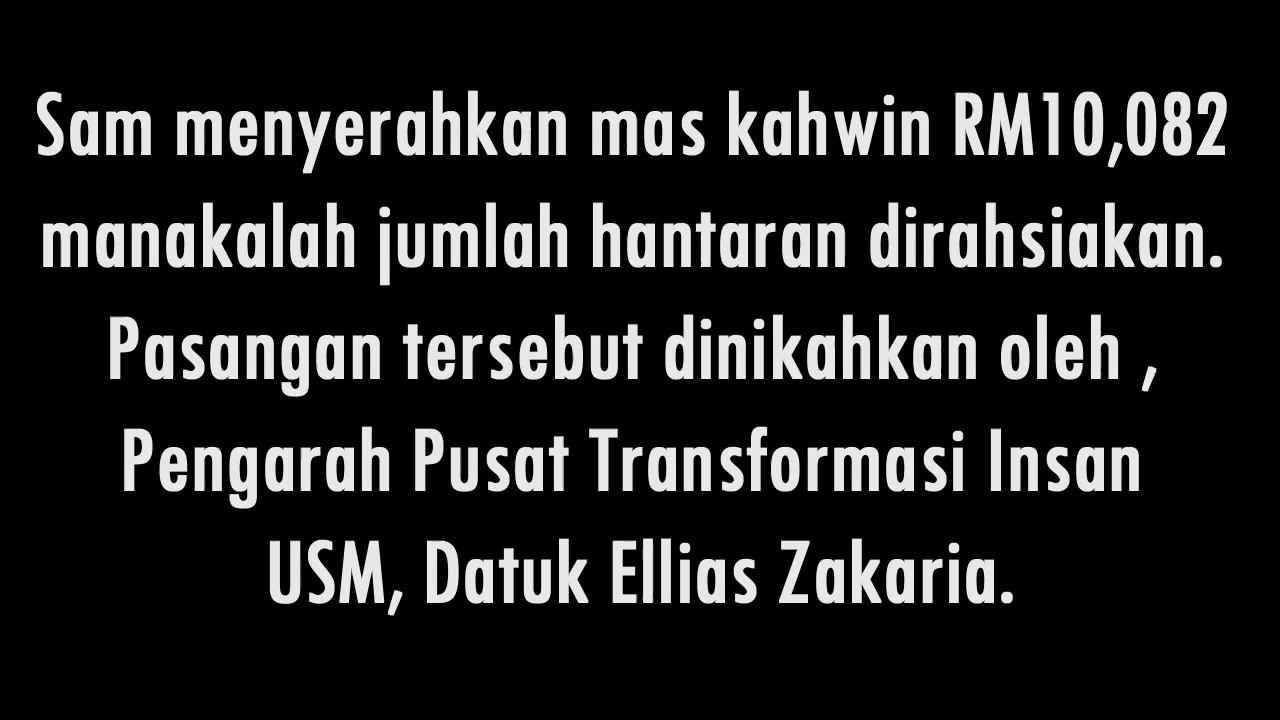 Sam menyerahkan mas kahwin RM10,082
manakalah jumlah hantaran dirahsiakan.
Pasangan tersebut dinikahkan oleh ,
Pengarah Pusat Transformasi Insan
USM, Datuk Ellias Zakaria.